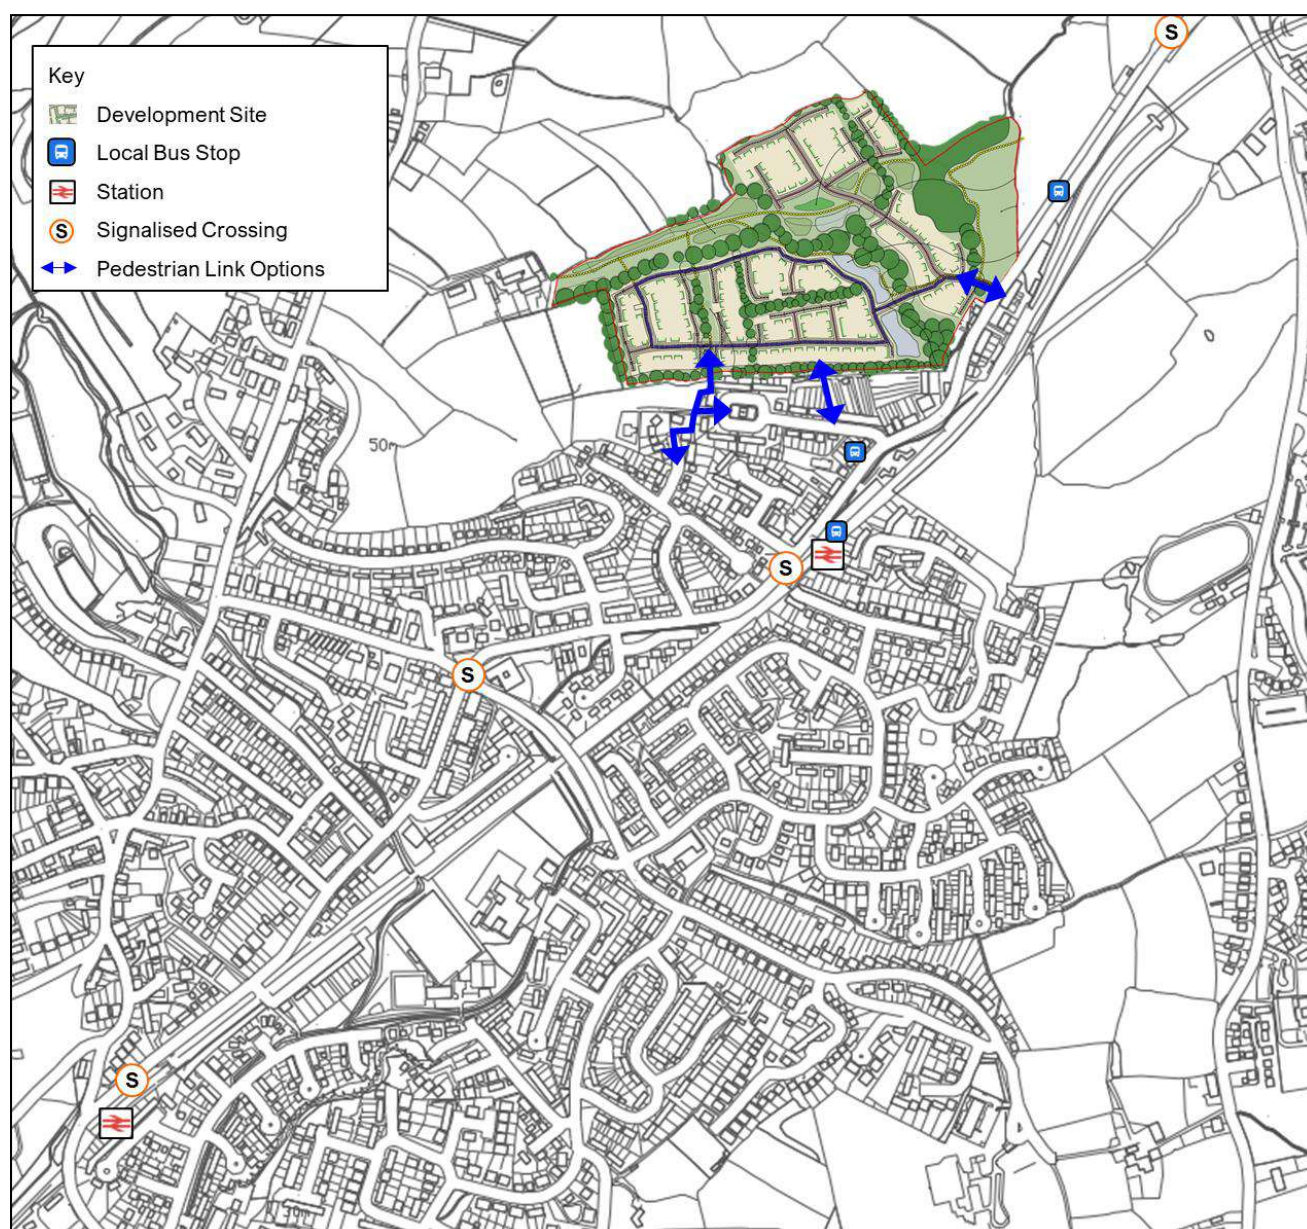 Key
Development Site
Local Bus Stop
Station
S Signalised Crossing
Pedestrian Link Options
S
50m
S
S
S